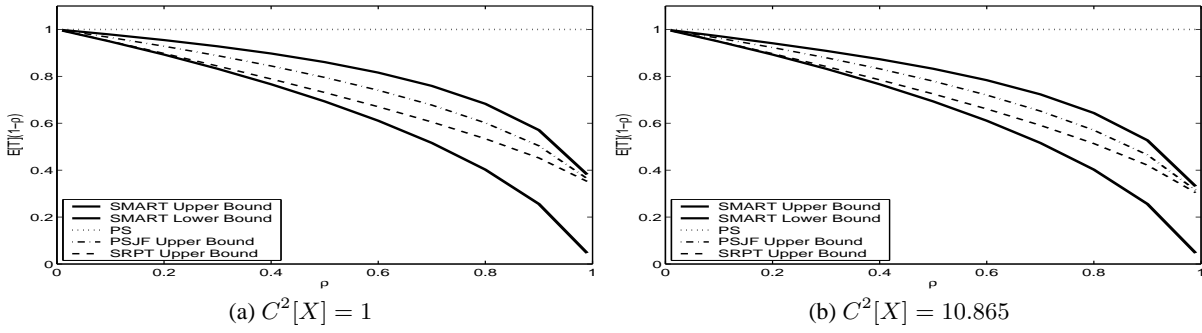 E[T](1-ρ)
1
0.8
0.6
0.4
0.2
0
0
0.2
0.4
0.6
0.8
1
ρ
SMART Upper Bound
SMART Lower Bound
PS
PSJF Upper Bound
SRPT Upper Bound
(a) C²[X] = 1
E[T](1-ρ)
1
0.8
0.6
0.4
0.2
0
0
0.2
0.4
0.6
0.8
1
ρ
SMART Upper Bound
SMART Lower Bound
PS
PSJF Upper Bound
SRPT Upper Bound
(b) C²[X] = 10.865